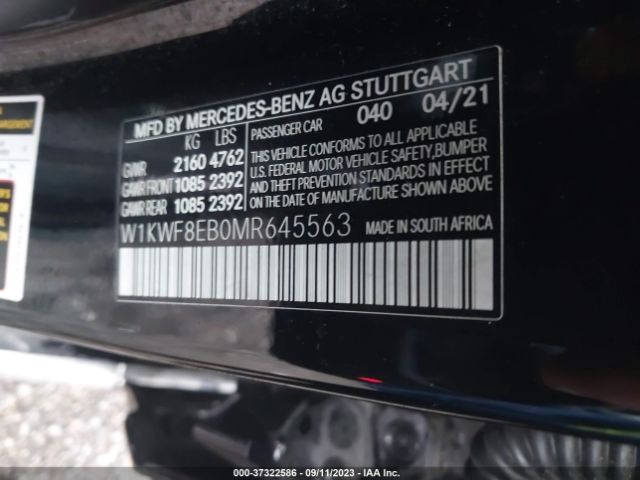 MFD BY MERCEDES-BENZ AG STUTTGART
KG LBS
GVWR 2160 4762
GAWR FRONT 1085 2392
GAWR REAR 1085 2392
PASSENGER CAR 040 04/21
THIS VEHICLE CONFORMS TO ALL APPLICABLE
U.S. FEDERAL MOTOR VEHICLE SAFETY, BUMPER
AND THEFT PREVENTION STANDARDS IN EFFECT
ON THE DATE OF MANUFACTURE SHOWN ABOVE
W1KWF8EB0MR645563 MADE IN SOUTH AFRICA
000-37322586 - 09/11/2023 - IAA Inc.